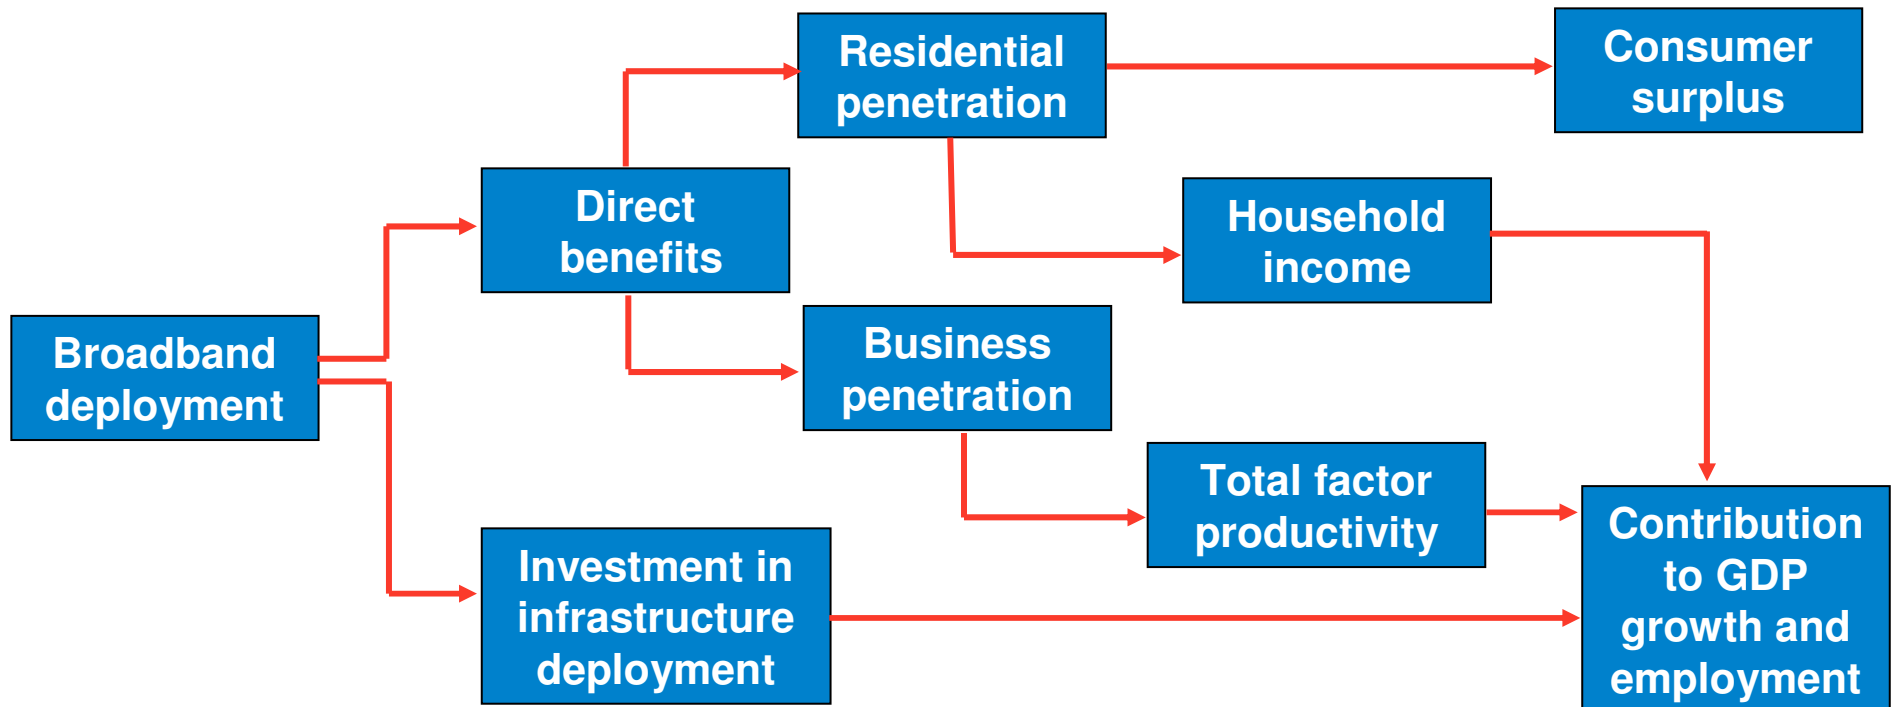 Residential
penetration
Consumer
surplus
Direct
benefits
Household
income
Broadband
deployment
Business
penetration
Total factor
productivity
Investment in
infrastructure
deployment
Contribution
to GDP
growth and
employment